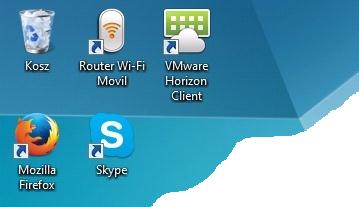 Kosz
Router Wi-Fi
Movil
VMware
Horizon
Client
Mozilla
Firefox
Skype